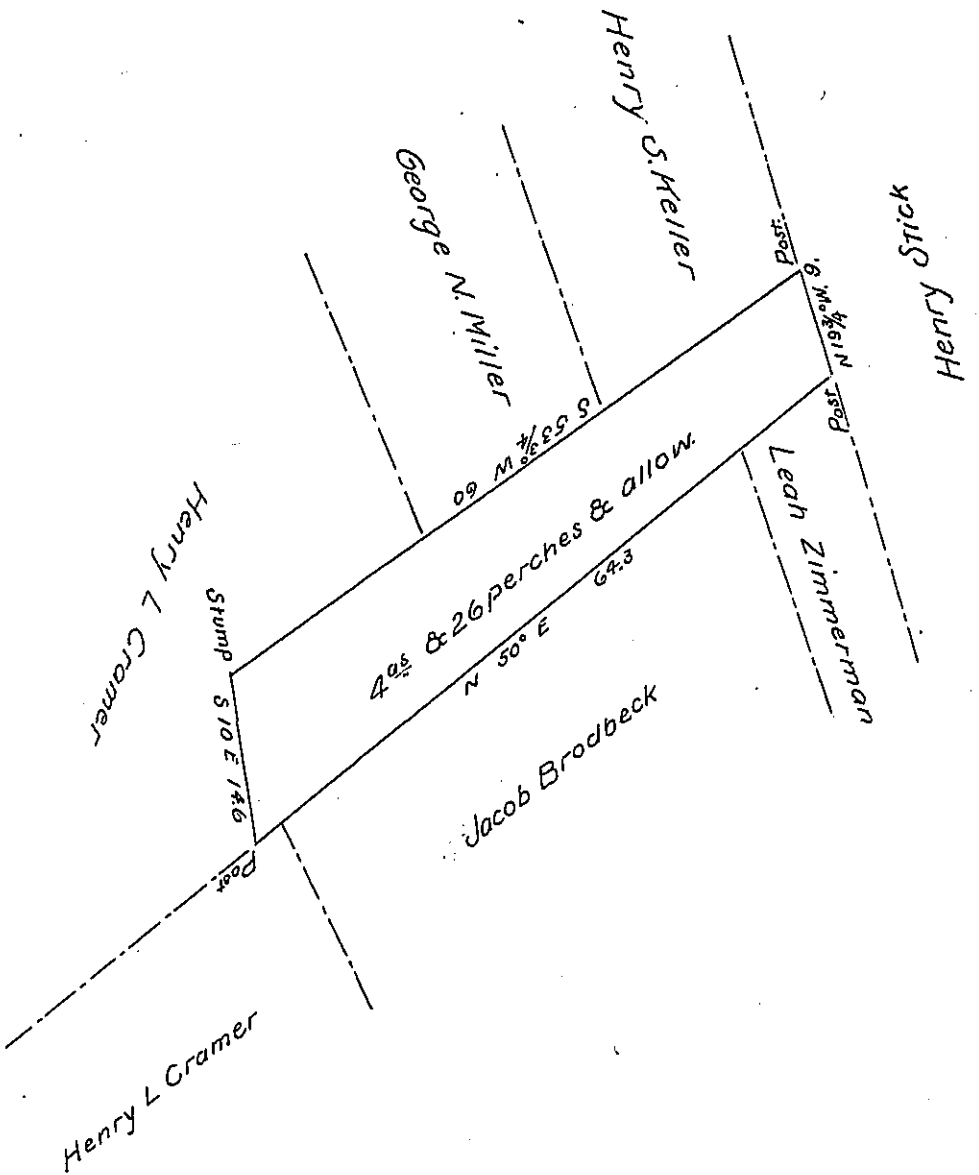 Henry S. Keller
George N. Miller
Henry Stick
Post.
N 19¾° W. 9.
Post
S 53¾° W 60
Leah Zimmerman
4 as & 26 perches & allow.
64.3
N 50° E
Henry L Cramer
Stump
S 10 E 14.6
Post
Jacob Brodbeck
Henry L Cramer